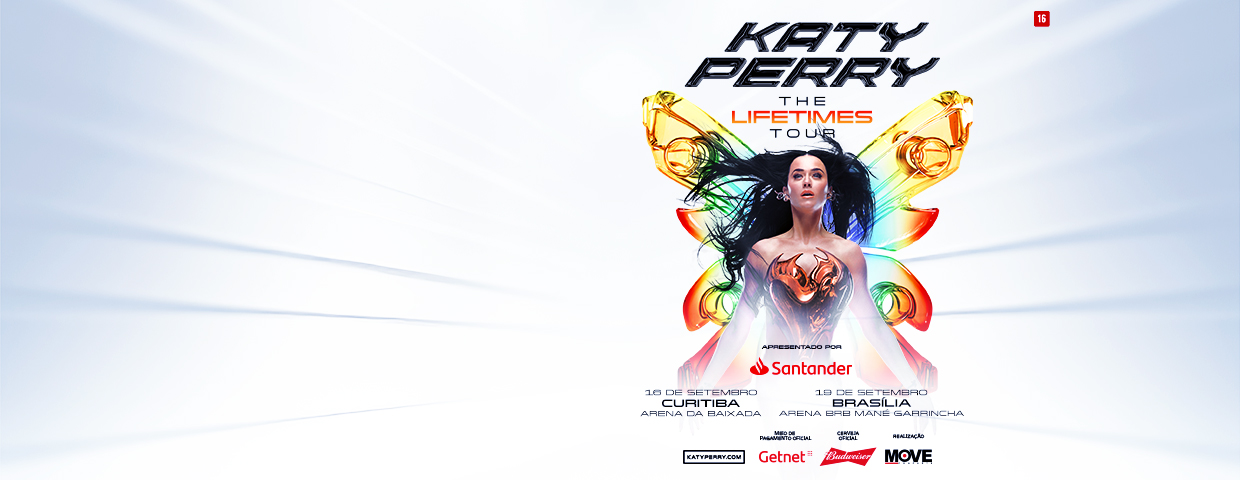 16
KATY
PERRY
THE
LIFETIMES
TOUR
APRESENTADO POR
Santander
16 DE SETEMBRO
CURITIBA
ARENA DA BAIXADA
19 DE SETEMBRO
BRASÍLIA
ARENA BRB MANÉ GARRINCHA
KATYPERRY.COM
MEIO DE
PAGAMENTO OFICIAL
Getnet
CERVEJA
OFICIAL
Budweiser
REALIZAÇÃO
MOVE